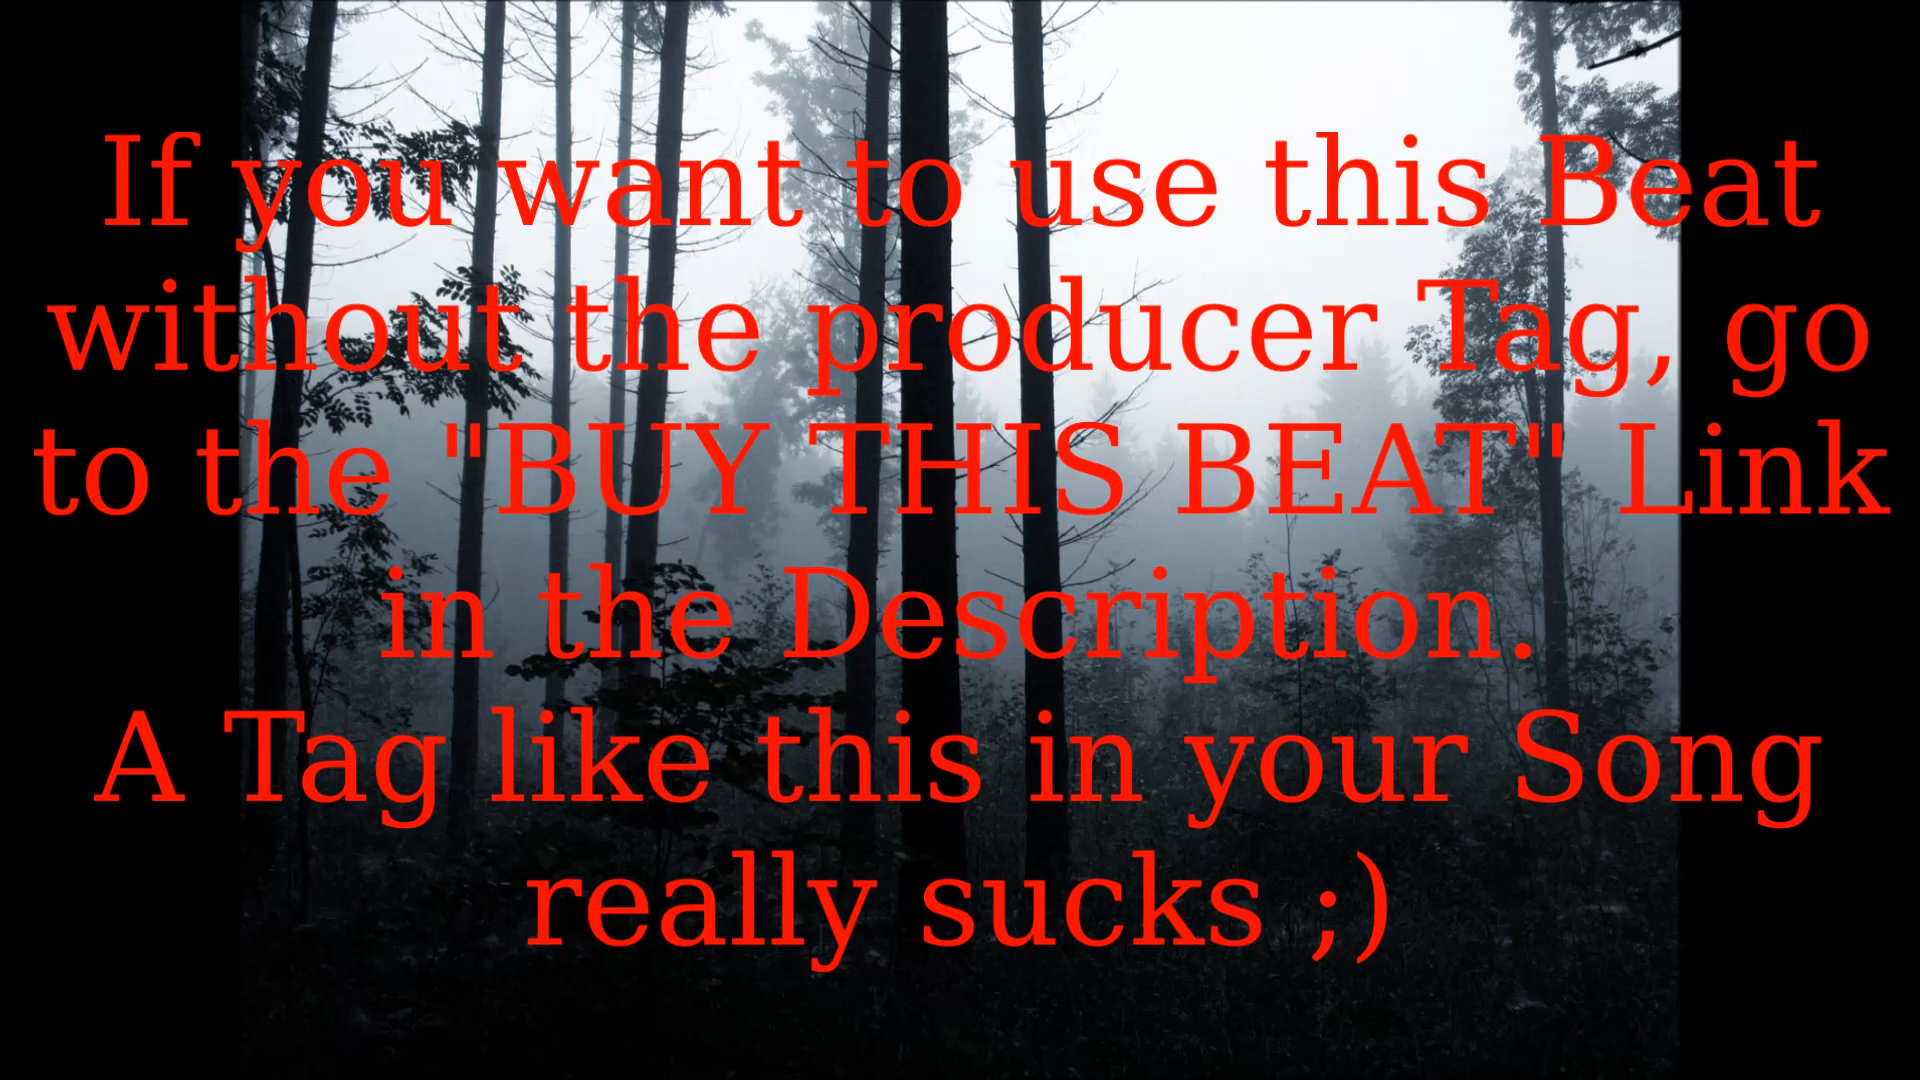 If you want to use this Beat
without the producer Tag, go
to the "BUY THIS BEAT" Link
in the Description.
A Tag like this in your Song
really sucks ;)